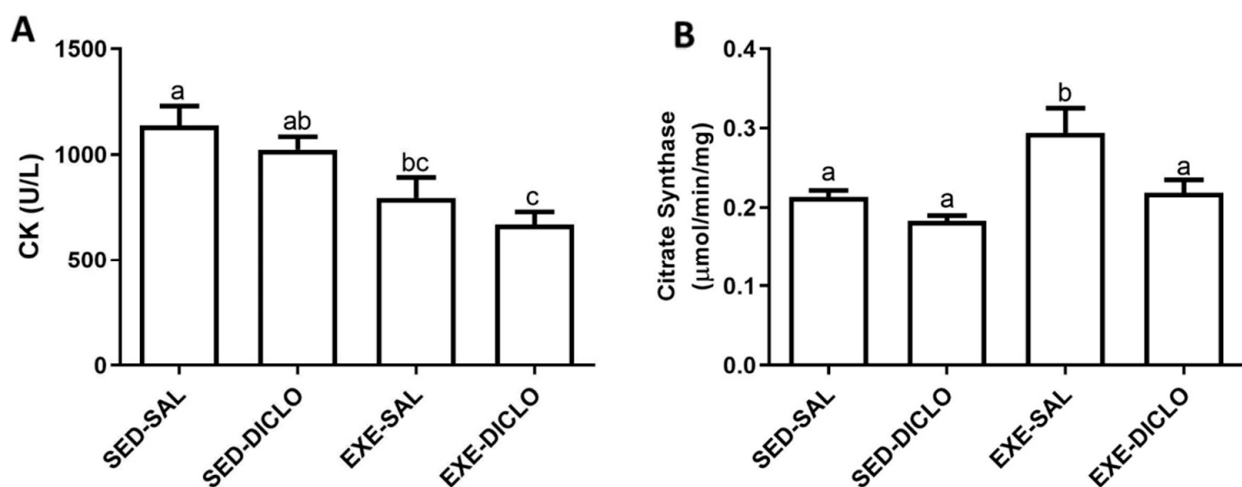 A
CK (U/L)
1500
1000
500
0
a
ab
bc
c
SED-SAL
SED-DICLO
EXE-SAL
EXE-DICLO
B
Citrate Synthase
(μmol/min/mg)
0.4
0.3
0.2
0.1
0.0
a
a
b
a
SED-SAL
SED-DICLO
EXE-SAL
EXE-DICLO